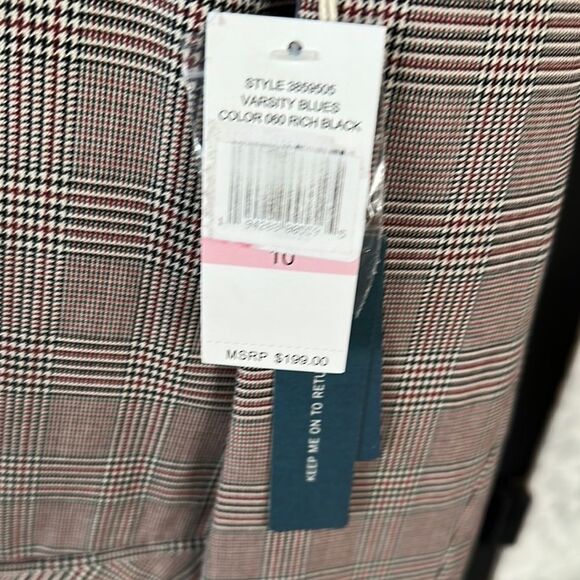 STYLE 3859505
VARSITY BLUES
COLOR 060 RICH BLACK
10
MSRP $199.00
KEEP ME ON TO RETU